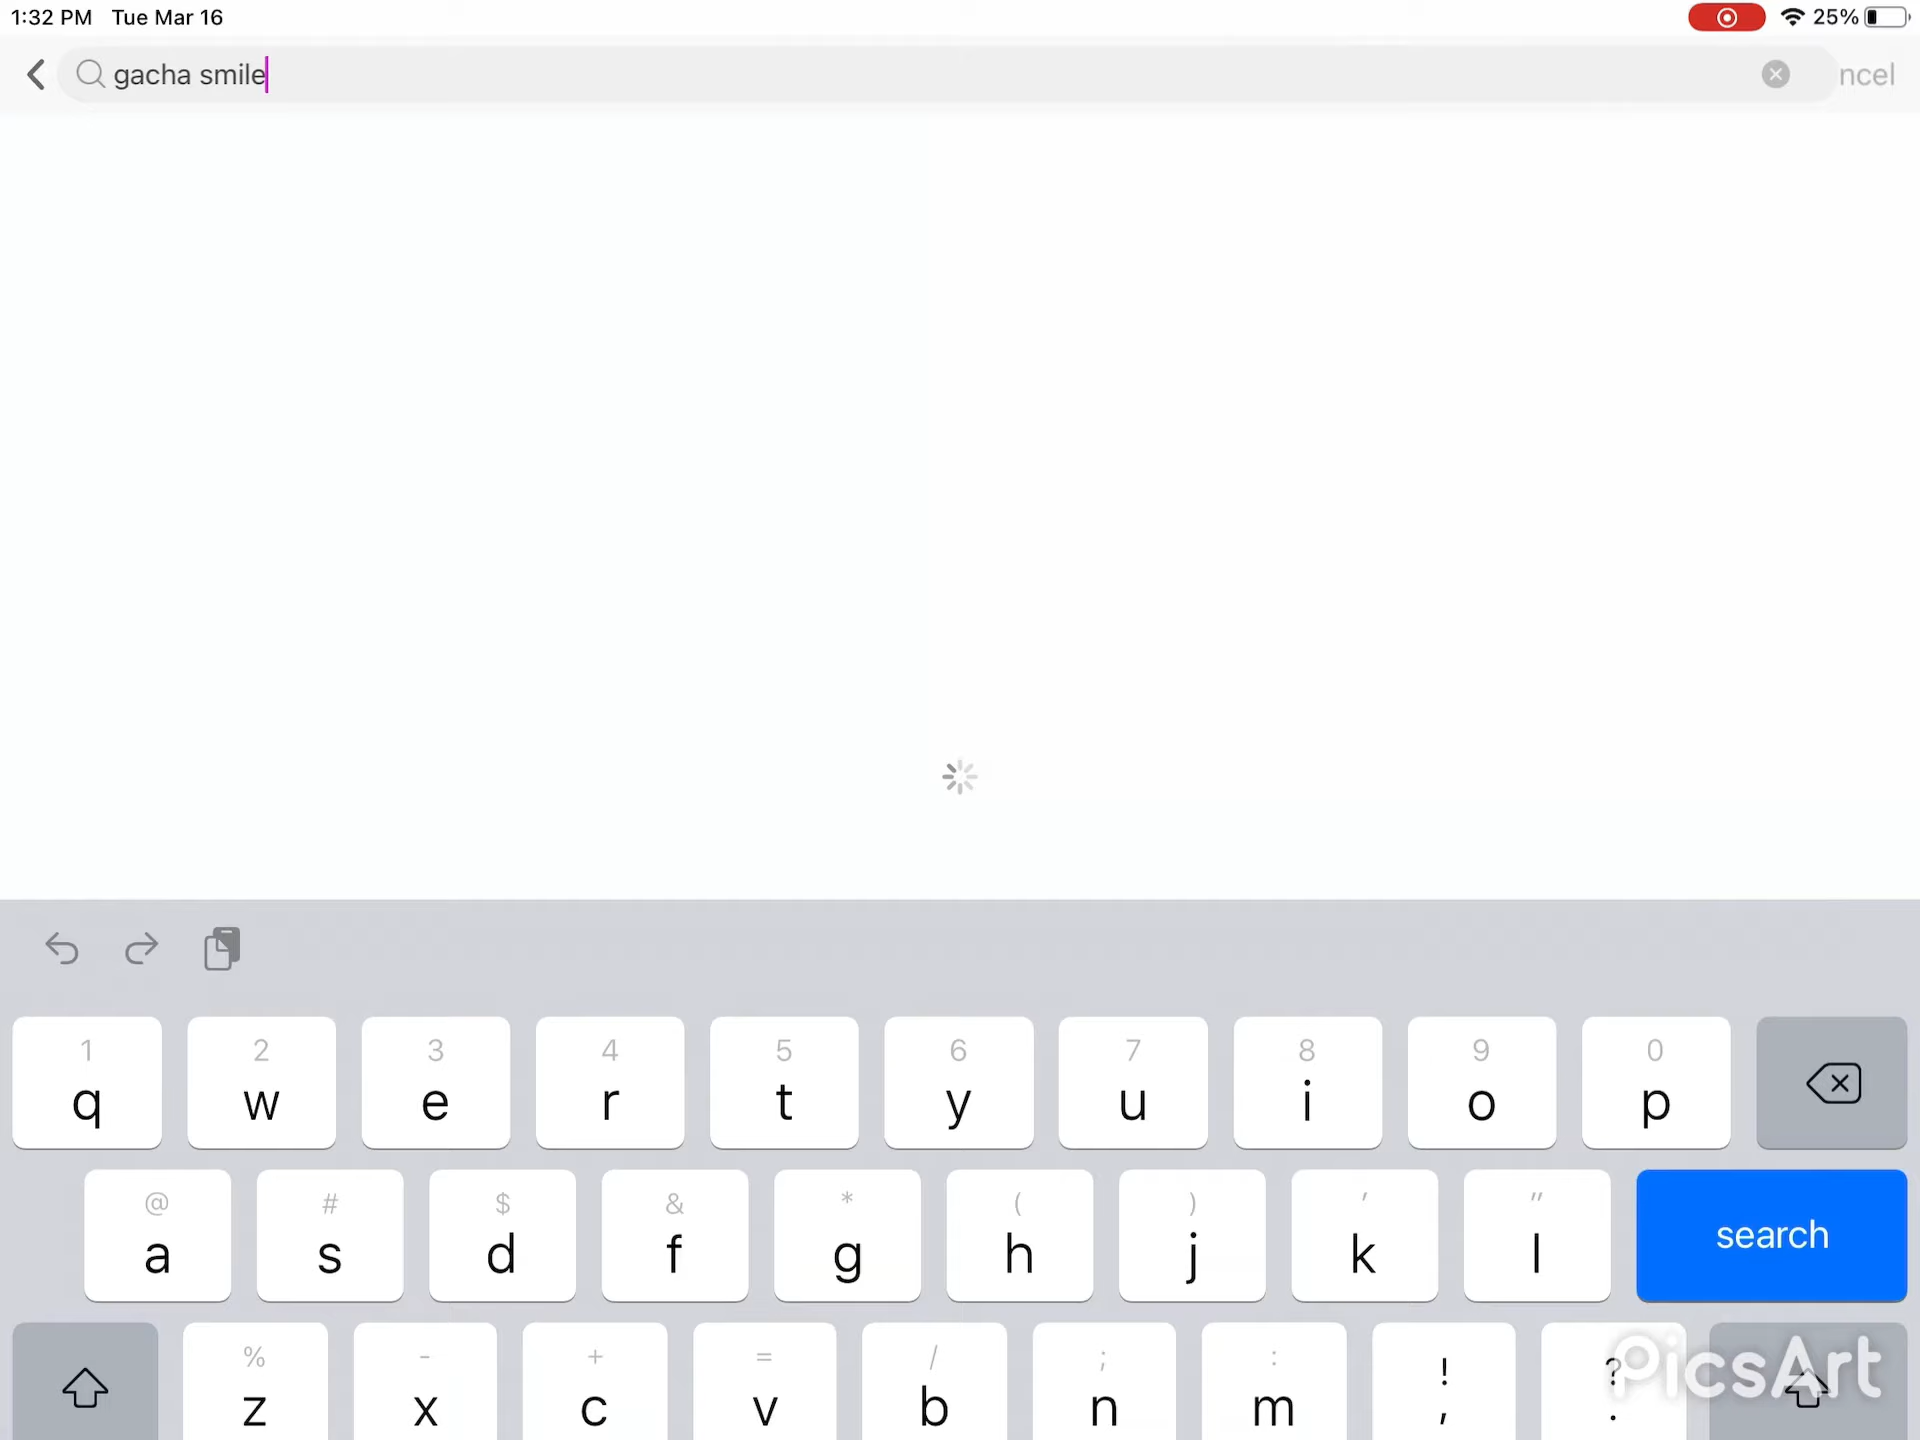 1:32 PM Tue Mar 16 25%
gacha smile ncel
1 2 3 4 5 6 7 8 9 0
q w e r t y u i o p
@ # $ & * ( ) ' "
a s d f g h j k l search
% - + = / ; : ! ?
z x c v b n m , .
PicsArt